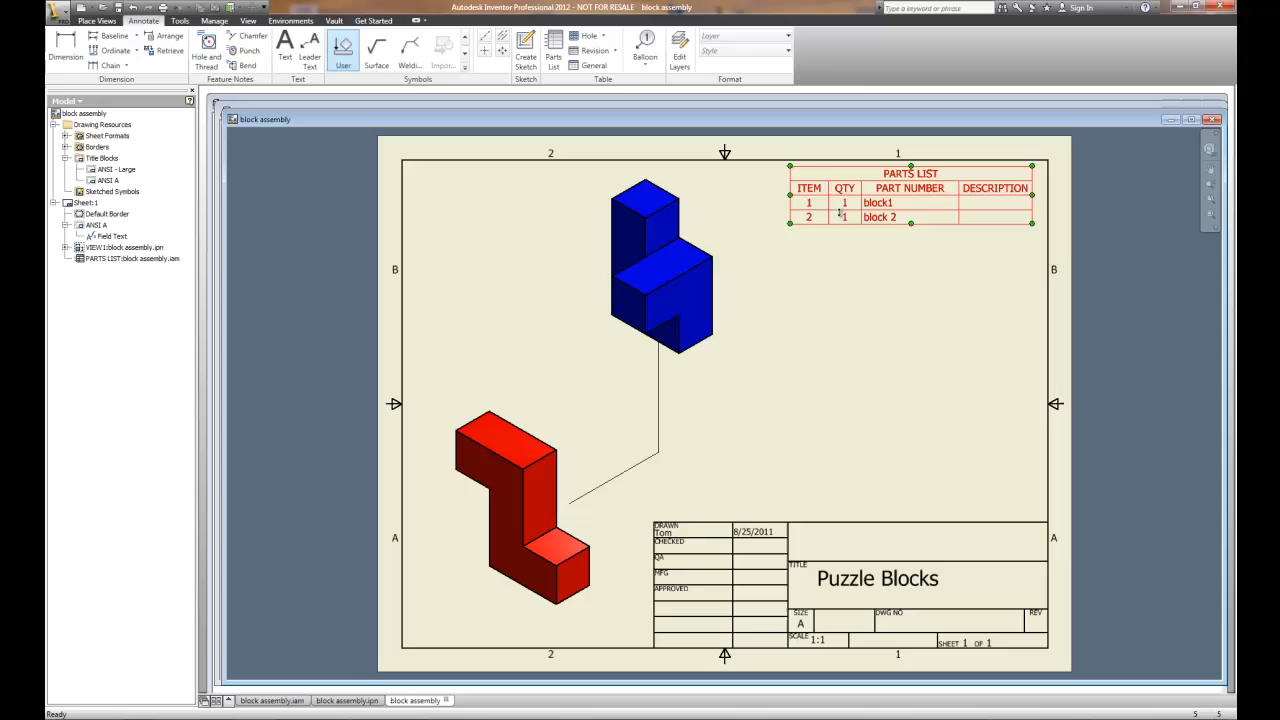 Autodesk Inventor Professional 2012 - NOT FOR RESALE block assembly
Type a keyword or phrase
Sign In
PRO
Place Views Annotate Tools Manage View Environments Vault Get Started
Dimension
Baseline
Ordinate
Chain
Arrange
Retrieve
Hole and Thread
Chamfer
Punch
Bend
Text
Leader Text
User
Surface
Weldi...
Impor...
Create Sketch
Parts List
Hole
Revision
General
Balloon
Edit Layers
Layer
Style
Dimension Feature Notes Text Symbols Sketch Table Format
Model
block assembly
Drawing Resources
Sheet Formats
Borders
Title Blocks
ANSI - Large
ANSI A
Sketched Symbols
Sheet:1
Default Border
ANSI A
Field Text
VIEW1:block assembly.ipn
PARTS LIST:block assembly.iam
block assembly
2 1
PARTS LIST
ITEM QTY PART NUMBER DESCRIPTION
1 1 block1
2 1 block 2
B B
A A
DRAWN
Tom 8/25/2011
CHECKED
QA
MFG
APPROVED
TITLE
Puzzle Blocks
SIZE
A
DWG NO
REV
SCALE 1:1
SHEET 1 OF 1
2 1
block assembly.iam block assembly.ipn block assembly
Ready 5 5